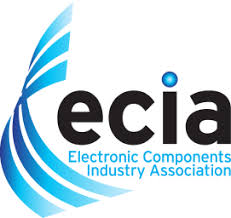 ecia
Electronic Components
Industry Association